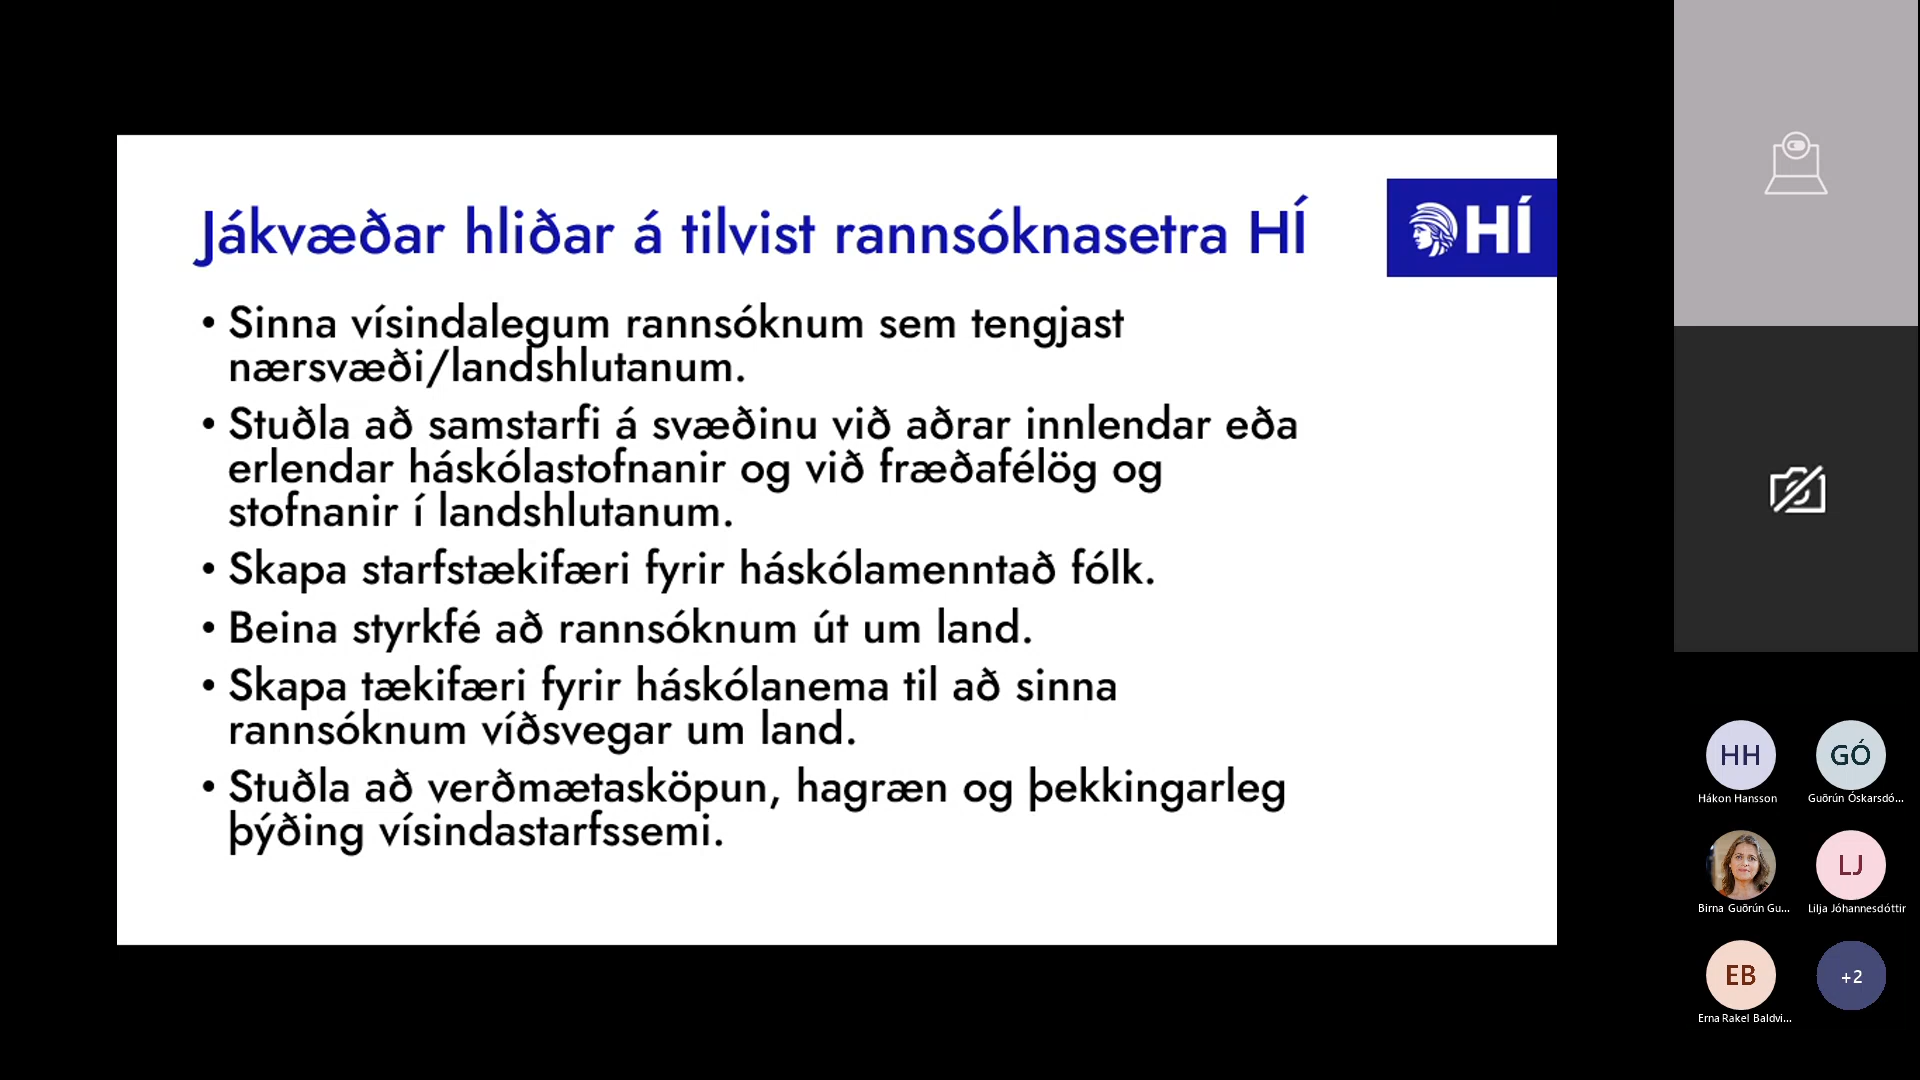 Jákvæðar hliðar á tilvist rannsóknasetra HÍ
HÍ
• Sinna vísindalegum rannsóknum sem tengjast
nærsvæði/landshlutanum.
• Stuðla að samstarfi á svæðinu við aðrar innlendar eða
erlendar háskólastofnanir og við fræðafélög og
stofnanir í landshlutanum.
• Skapa starfstækifæri fyrir háskólamenntað fólk.
• Beina styrkfé að rannsóknum út um land.
• Skapa tækifæri fyrir háskólanema til að sinna
rannsóknum víðsvegar um land.
• Stuðla að verðmætasköpun, hagræn og þekkingarleg
þýðing vísindastarfssemi.
HH
Hákon Hansson
GÓ
Guðrún Óskarsdó...
Birna Guðrún Gu...
LJ
Lilja Jóhannesdóttir
EB
Erna Rakel Baldvi...
+2